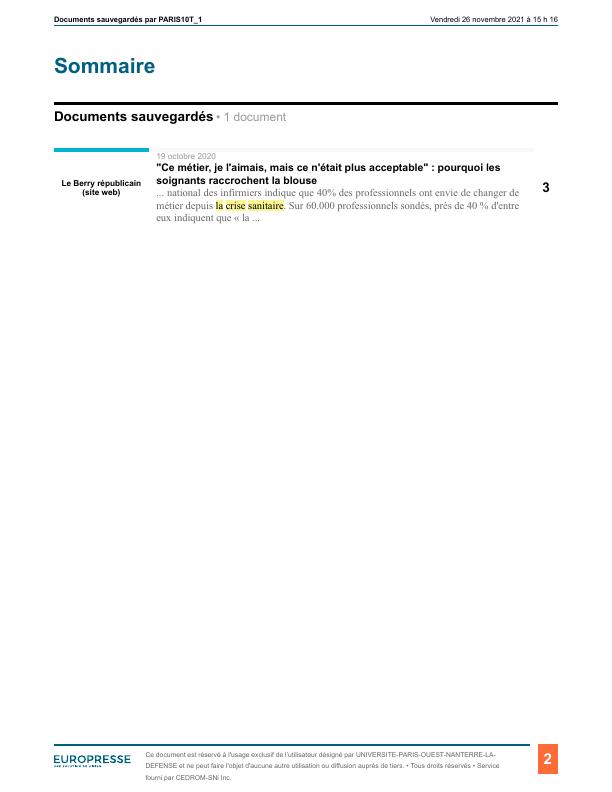 Documents sauvegardés par PARIS10T_1
Vendredi 26 novembre 2021 à 15 h 16
Sommaire
Documents sauvegardés • 1 document
19 octobre 2020
Le Berry républicain
(site web)
"Ce métier, je l'aimais, mais ce n'était plus acceptable" : pourquoi les
soignants raccrochent la blouse
... national des infirmiers indique que 40% des professionnels ont envie de changer de
métier depuis la crise sanitaire. Sur 60.000 professionnels sondés, près de 40 % d'entre
eux indiquent que « la ...
3
EUROPRESSE
Ce document est réservé à l'usage exclusif de l'utilisateur désigné par UNIVERSITE-PARIS-OUEST-NANTERRE-LA-
DEFENSE et ne peut faire l'objet d'aucune autre utilisation ou diffusion auprès de tiers. • Tous droits réservés • Service
fourni par CEDROM-SNi Inc.
2